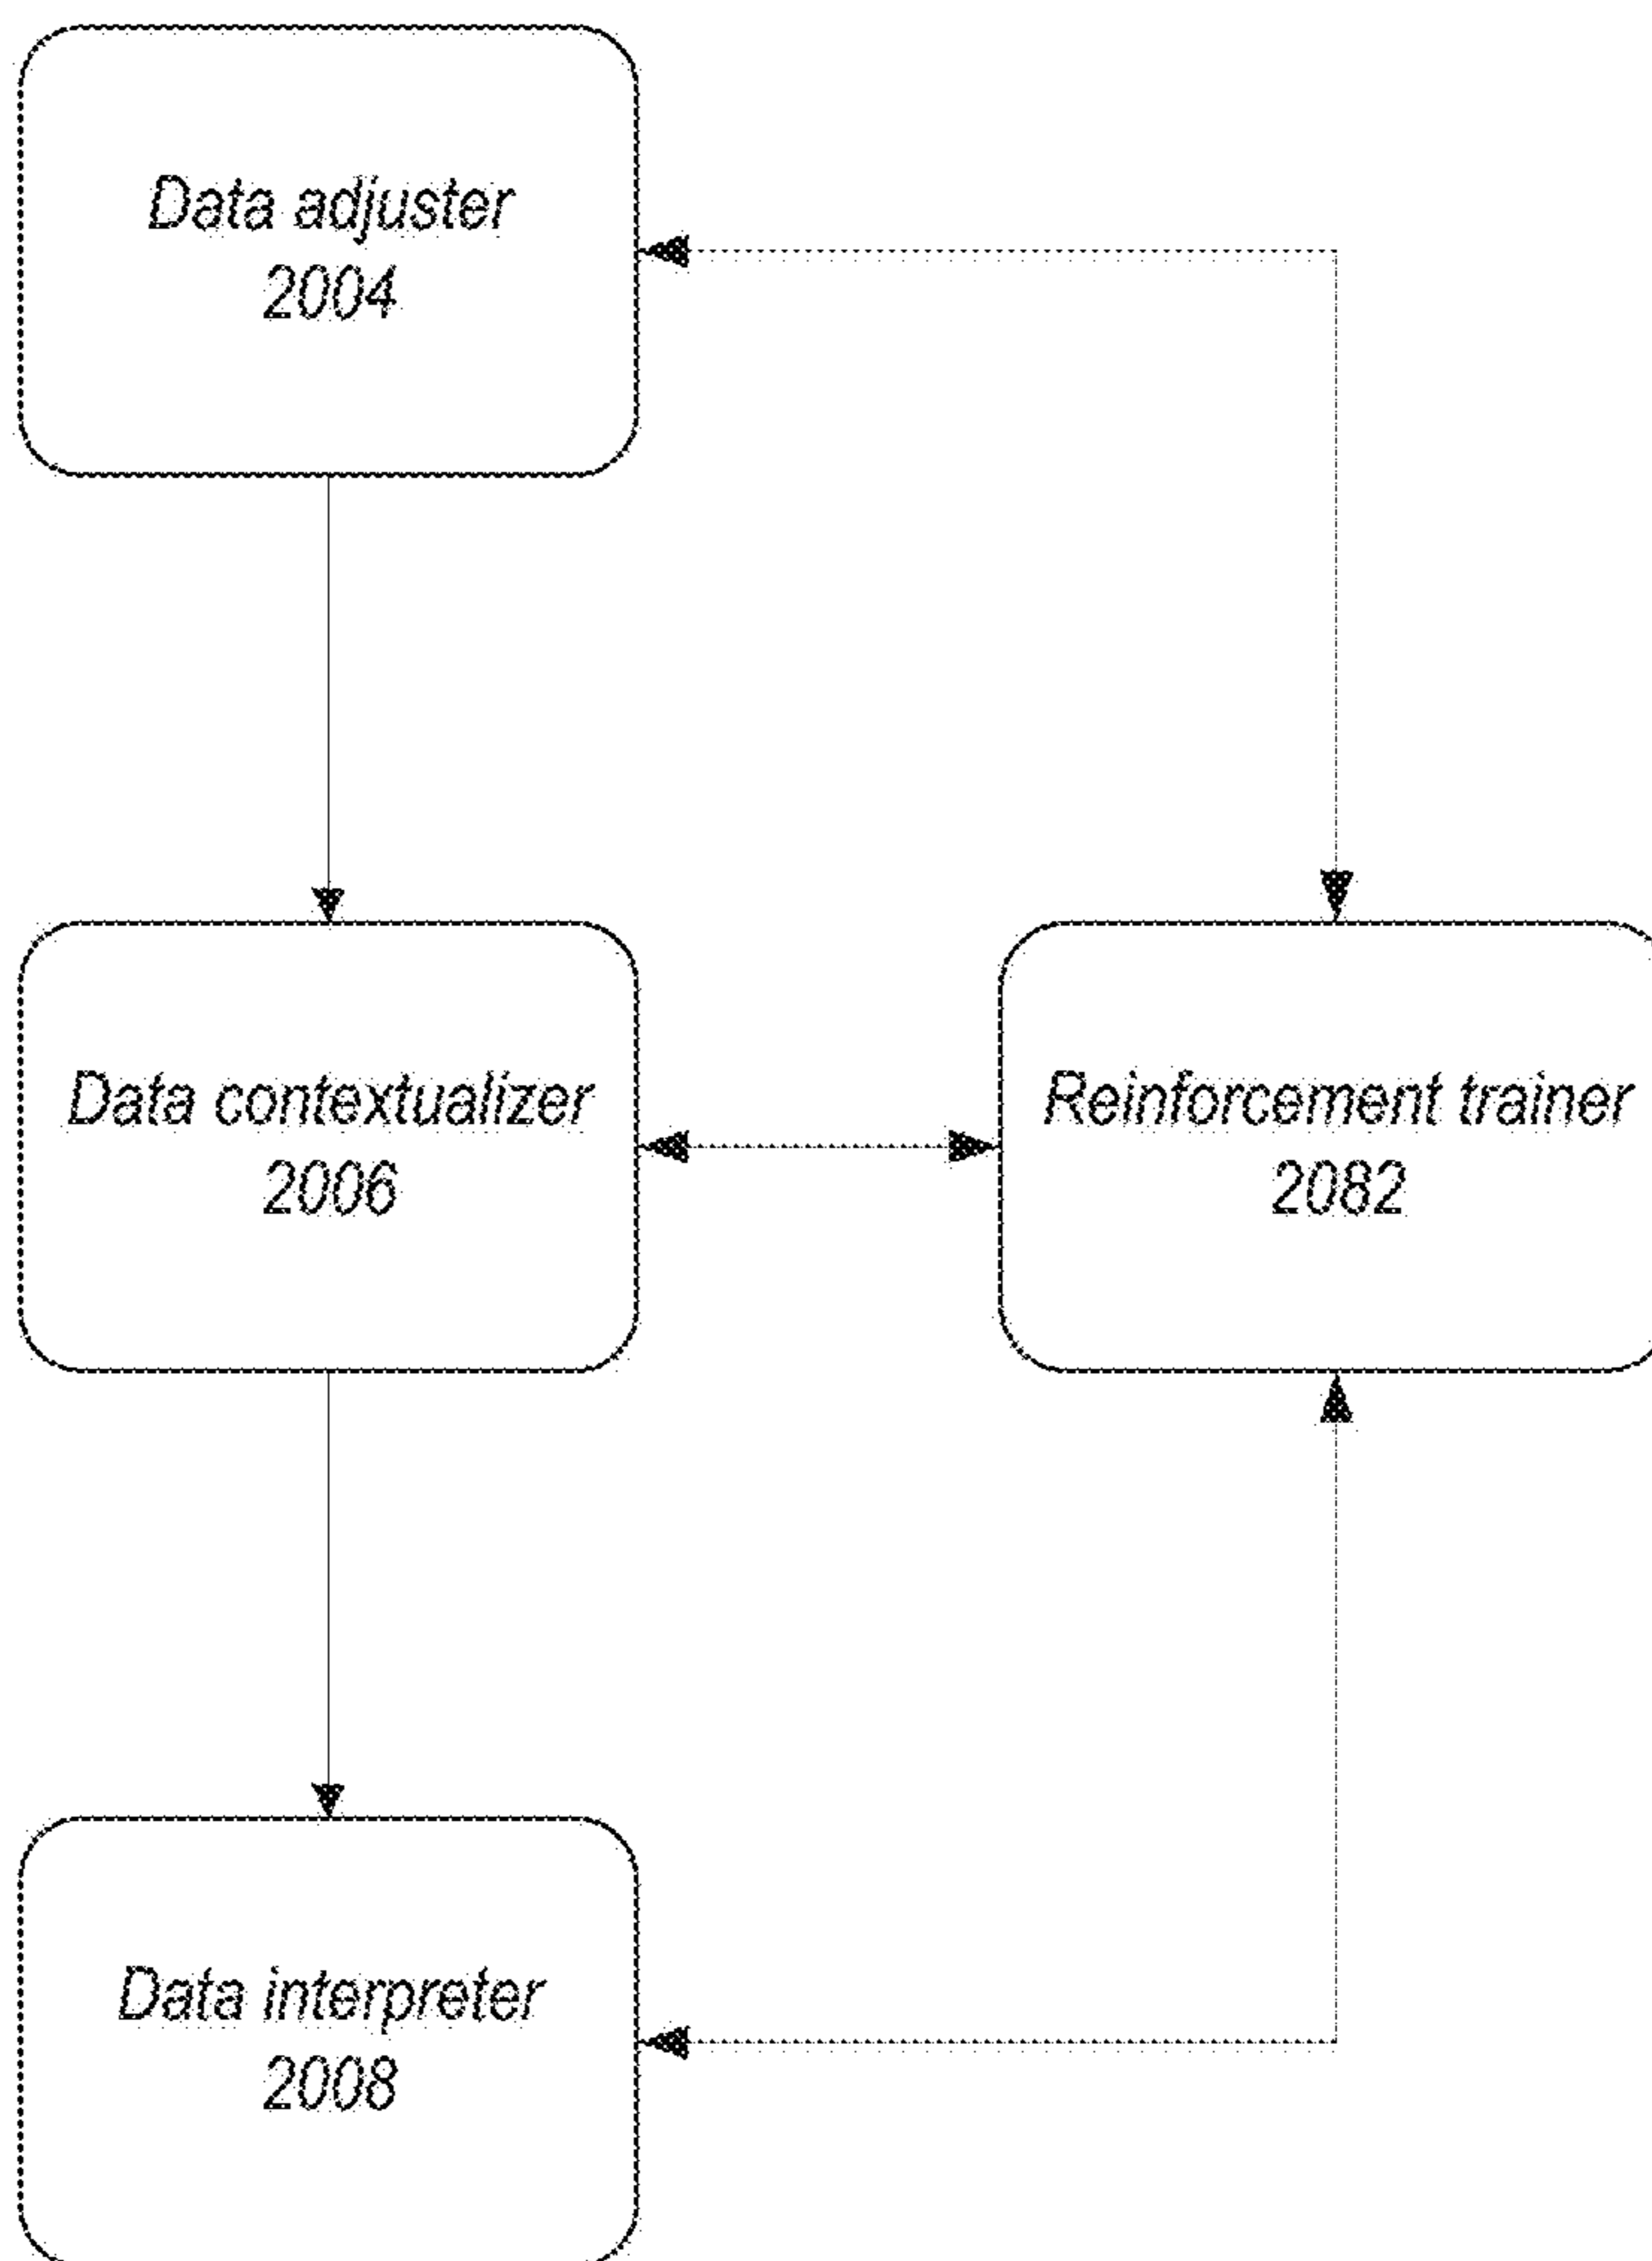 Data adjuster
2004
Data contextualizer
2006
Reinforcement trainer
2082
Data interpreter
2008